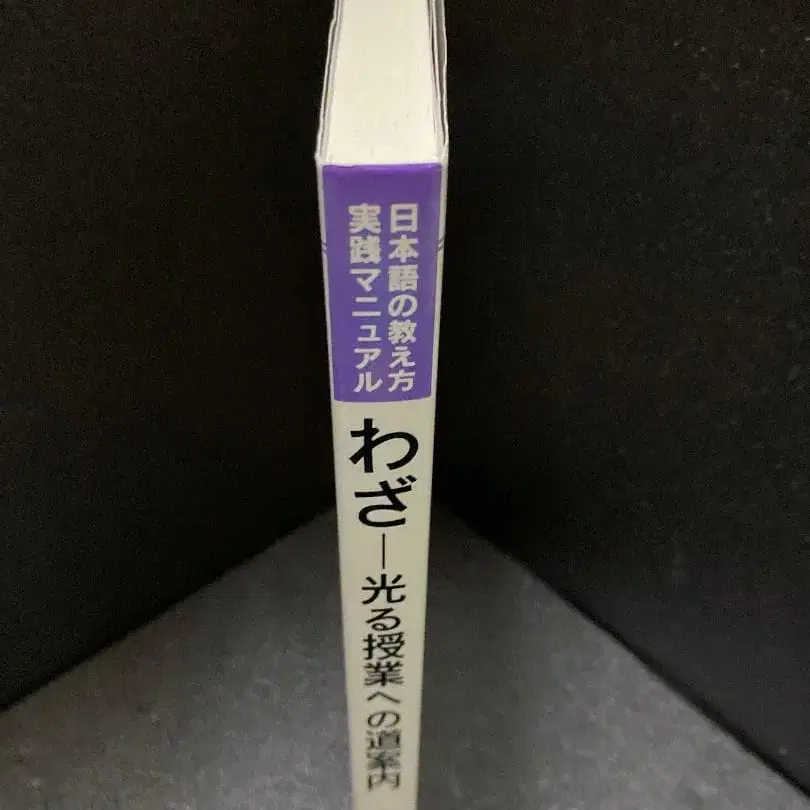 日本語の教え方
実践マニュアル
わざ―光る授業への道案内